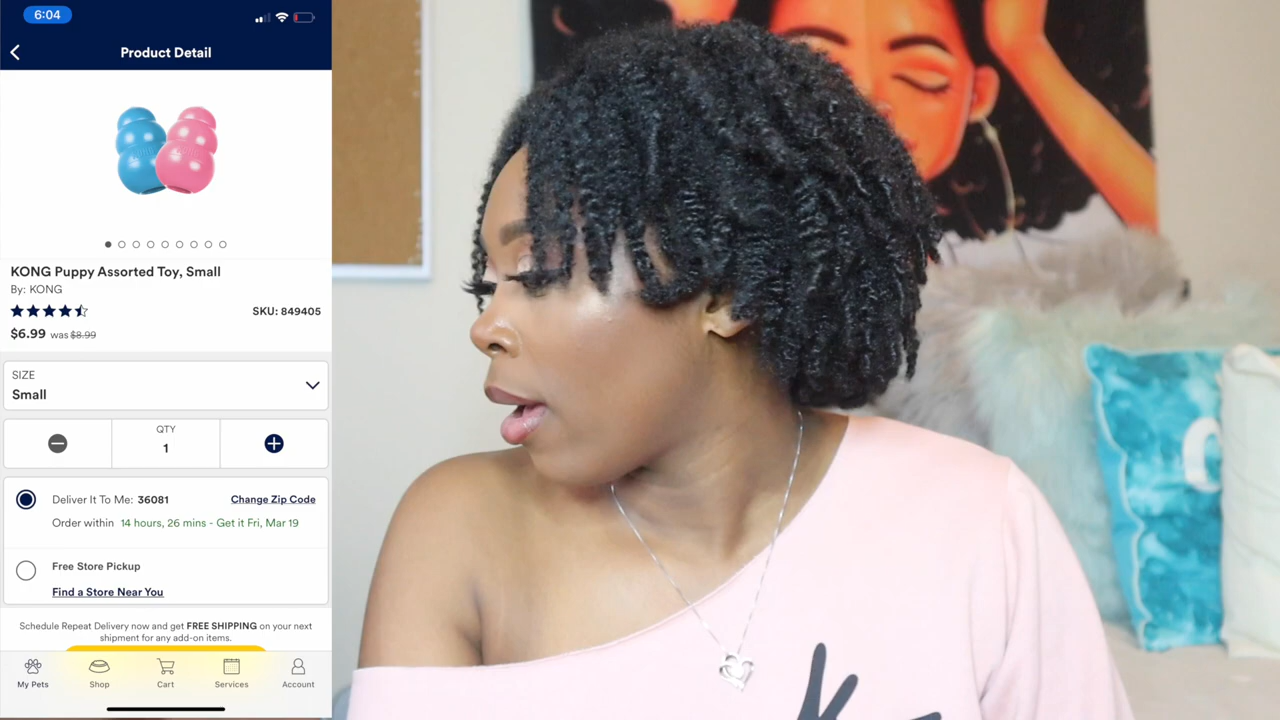 6:04
Product Detail
KONG Puppy Assorted Toy, Small
By: KONG
SKU: 849405
$6.99 was $8.99
SIZE
Small
QTY
1
Deliver It To Me: 36081
Change Zip Code
Order within 14 hours, 26 mins - Get it Fri, Mar 19
Free Store Pickup
Find a Store Near You
Schedule Repeat Delivery now and get FREE SHIPPING on your next
shipment for any add-on items.
My Pets
Shop
Cart
Services
Account